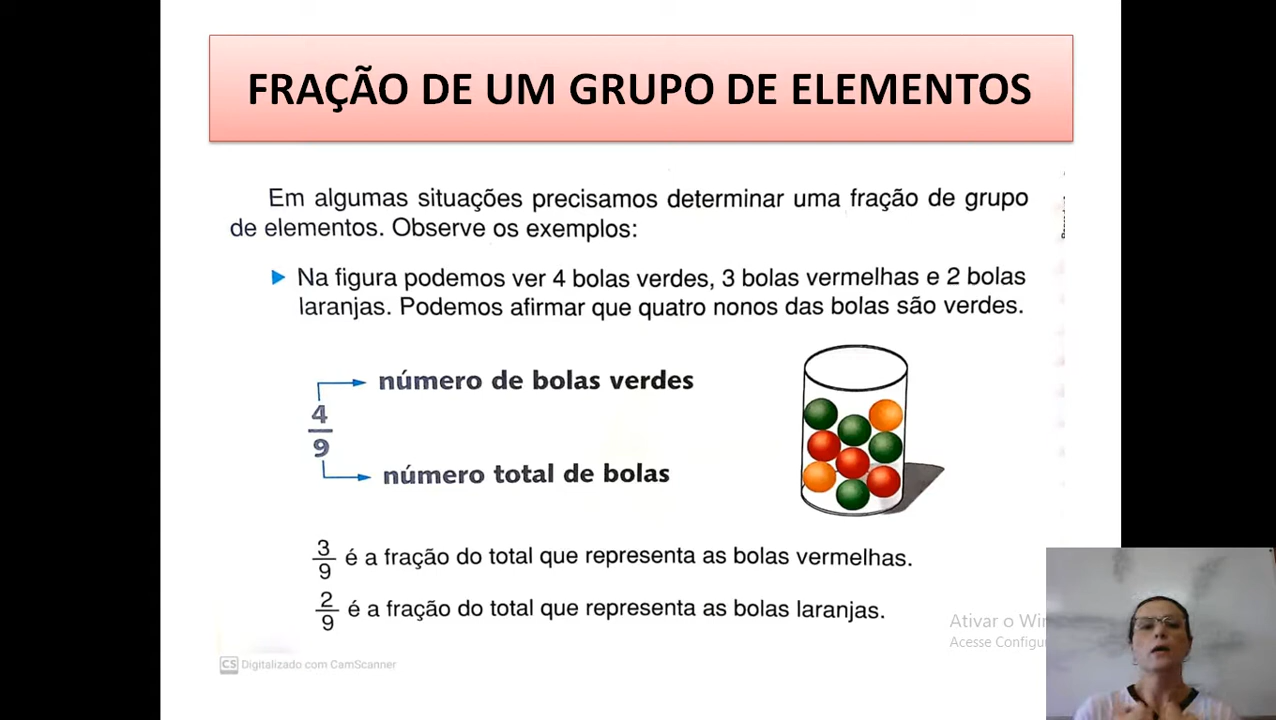 FRAÇÃO DE UM GRUPO DE ELEMENTOS
Em algumas situações precisamos determinar uma fração de grupo
de elementos. Observe os exemplos:
Na figura podemos ver 4 bolas verdes, 3 bolas vermelhas e 2 bolas
laranjas. Podemos afirmar que quatro nonos das bolas são verdes.
número de bolas verdes
4/9
número total de bolas
3/9 é a fração do total que representa as bolas vermelhas.
2/9 é a fração do total que representa as bolas laranjas.
Ativar o Win
Acesse Configur
CS Digitalizado com CamScanner